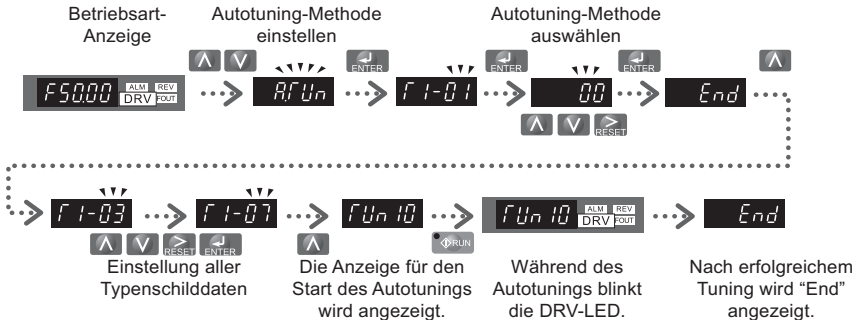 Betriebsart-
Anzeige
Autotuning-Methode
einstellen
Autotuning-Methode
auswählen
ENTER
ENTER
ENTER
F50.00
ALM REV
DRV FOUT
A.TUn
T1-01
00
End
RESET
T1-03
T1-07
TUn10
TUn10
ALM REV
DRV FOUT
End
RESET
ENTER
RUN
Einstellung aller
Typenschilddaten
Die Anzeige für den
Start des Autotunings
wird angezeigt.
Während des
Autotunings blinkt
die DRV-LED.
Nach erfolgreichem
Tuning wird “End”
angezeigt.